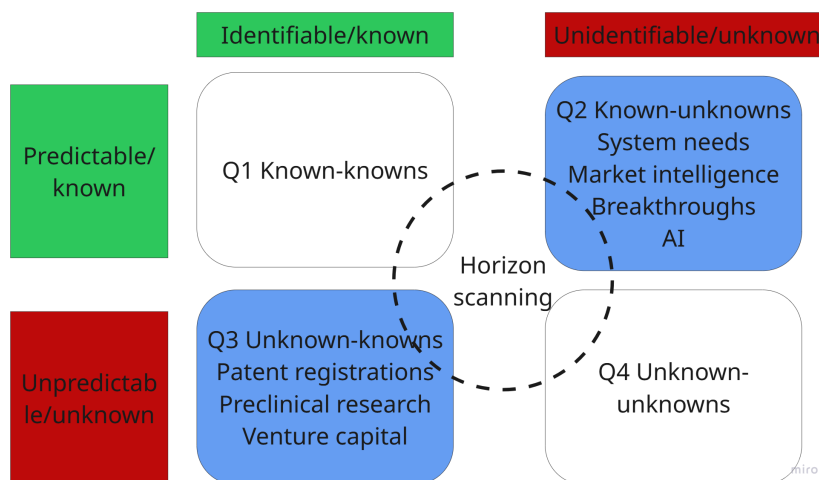 Identifiable/known
Unidentifiable/unknown
Predictable/
known
Q1 Known-knowns
Q2 Known-unknowns
System needs
Market intelligence
Breakthroughs
AI
Horizon
scanning
Unpredictab
le/unknown
Q3 Unknown-knowns
Patent registrations
Preclinical research
Venture capital
Q4 Unknown-
unknowns
miro